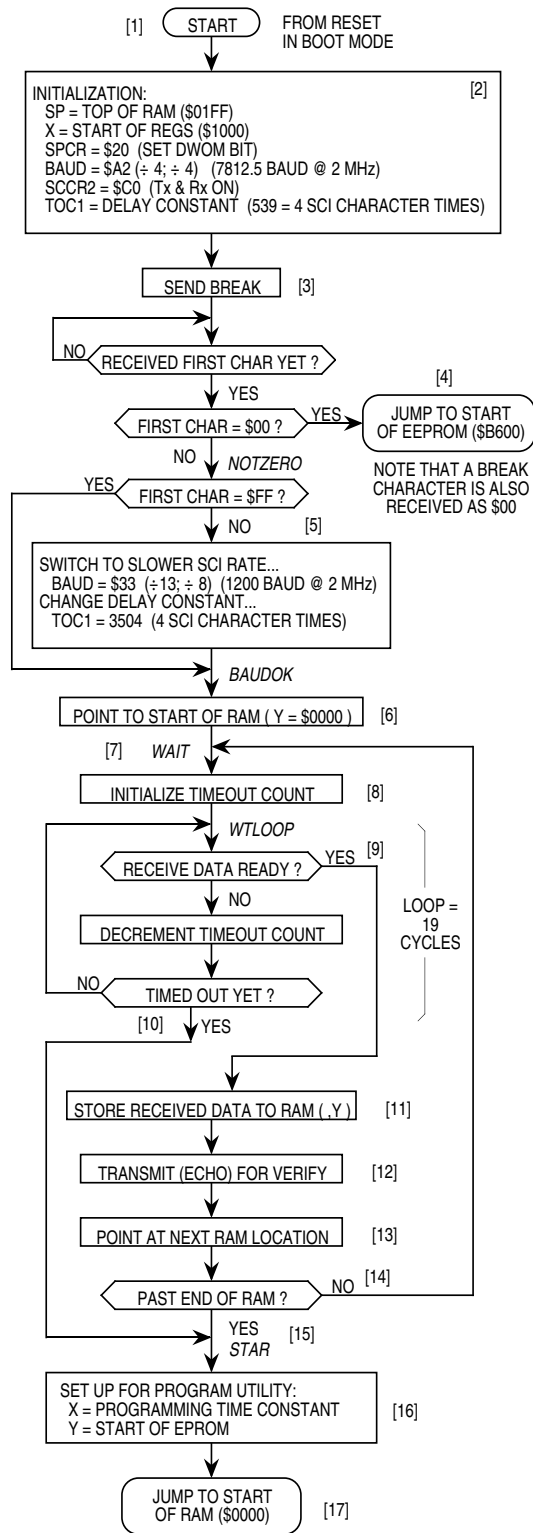 [1]
START
FROM RESET
IN BOOT MODE
INITIALIZATION:
[2]
SP = TOP OF RAM ($01FF)
X = START OF REGS ($1000)
SPCR = $20 (SET DWOM BIT)
BAUD = $A2 (÷ 4; ÷ 4) (7812.5 BAUD @ 2 MHz)
SCCR2 = $C0 (Tx & Rx ON)
TOC1 = DELAY CONSTANT (539 = 4 SCI CHARACTER TIMES)
SEND BREAK
[3]
NO
RECEIVED FIRST CHAR YET ?
YES
[4]
FIRST CHAR = $00 ?
YES
JUMP TO START
OF EEPROM ($B600)
NO
NOTZERO
NOTE THAT A BREAK
CHARACTER IS ALSO
RECEIVED AS $00
YES
FIRST CHAR = $FF ?
NO
[5]
SWITCH TO SLOWER SCI RATE...
BAUD = $33 (÷13; ÷ 8) (1200 BAUD @ 2 MHz)
CHANGE DELAY CONSTANT...
TOC1 = 3504 (4 SCI CHARACTER TIMES)
BAUDOK
POINT TO START OF RAM ( Y = $0000 )
[6]
[7]
WAIT
INITIALIZE TIMEOUT COUNT
[8]
WTLOOP
RECEIVE DATA READY ?
YES
[9]
NO
LOOP =
19
CYCLES
DECREMENT TIMEOUT COUNT
NO
TIMED OUT YET ?
[10]
YES
STORE RECEIVED DATA TO RAM ( ,Y )
[11]
TRANSMIT (ECHO) FOR VERIFY
[12]
POINT AT NEXT RAM LOCATION
[13]
PAST END OF RAM ?
NO
[14]
YES
[15]
STAR
SET UP FOR PROGRAM UTILITY:
X = PROGRAMMING TIME CONSTANT
Y = START OF EPROM
[16]
JUMP TO START
OF RAM ($0000)
[17]